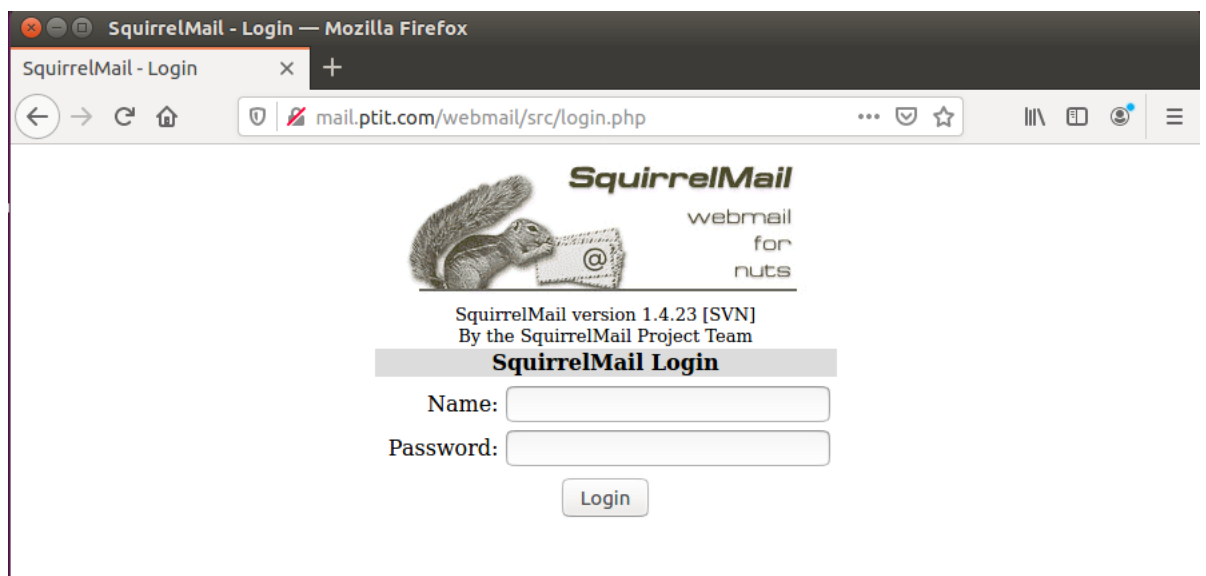 SquirrelMail - Login — Mozilla Firefox
SquirrelMail - Login
mail.ptit.com/webmail/src/login.php
SquirrelMail
webmail
for
nuts
@
SquirrelMail version 1.4.23 [SVN]
By the SquirrelMail Project Team
SquirrelMail Login
Name:
Password:
Login